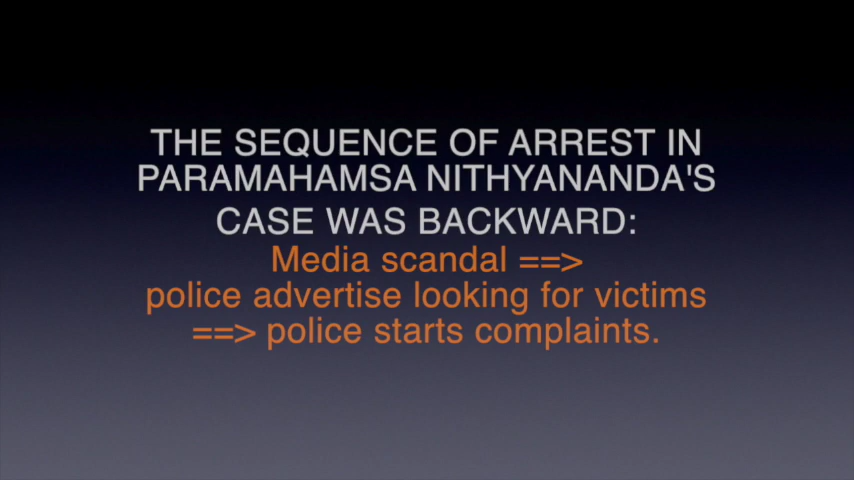 THE SEQUENCE OF ARREST IN
PARAMAHAMSA NITHYANANDA'S
CASE WAS BACKWARD:
Media scandal ==>
police advertise looking for victims
==> police starts complaints.